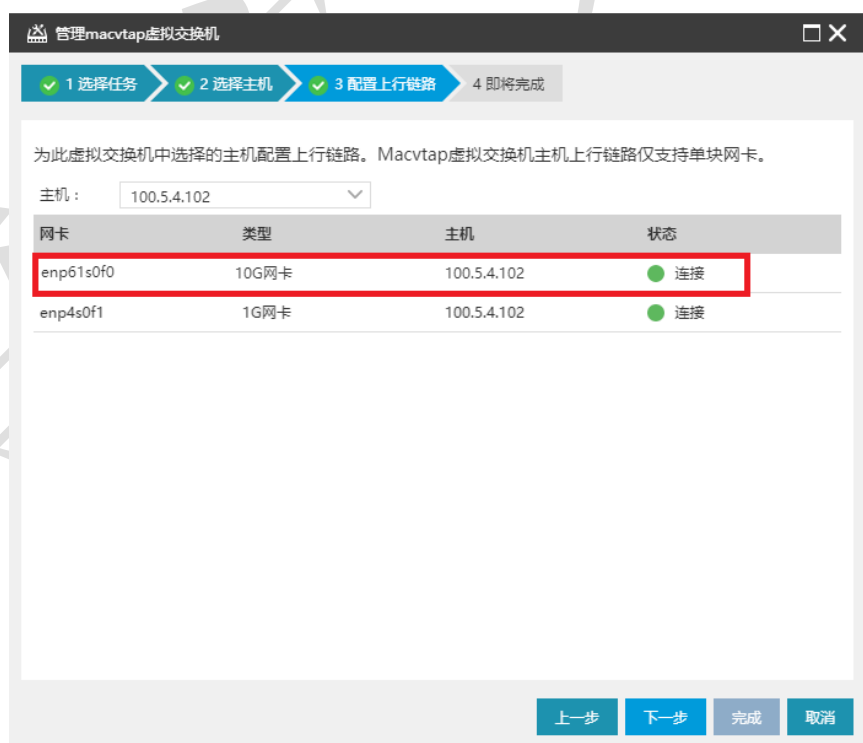 管理macvtap虚拟交换机
1 选择任务 2 选择主机 3 配置上行链路 4 即将完成
为此虚拟交换机中选择的主机配置上行链路。Macvtap虚拟交换机主机上行链路仅支持单块网卡。
主机： 100.5.4.102
网卡 类型 主机 状态
enp61s0f0 10G网卡 100.5.4.102 连接
enp4s0f1 1G网卡 100.5.4.102 连接
上一步 下一步 完成 取消